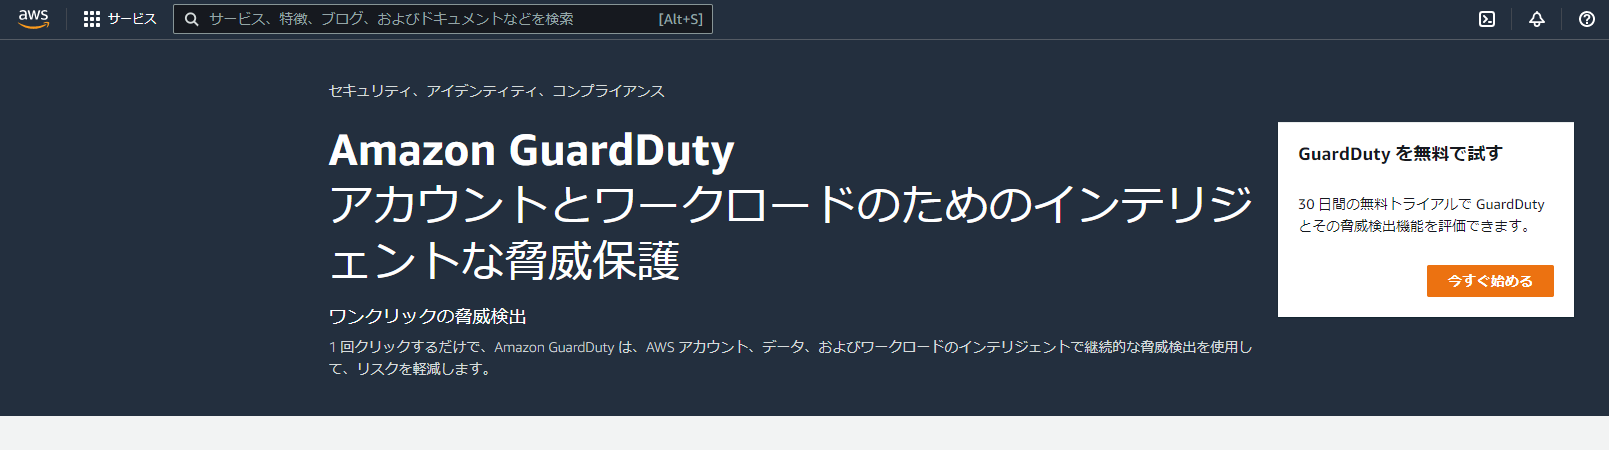 aws
サービス
サービス、特徴、ブログ、およびドキュメントなどを検索
[Alt+S]
セキュリティ、アイデンティティ、コンプライアンス
Amazon GuardDuty
アカウントとワークロードのためのインテリジ
ェントな脅威保護
ワンクリックの脅威検出
1 回クリックするだけで、Amazon GuardDuty は、AWS アカウント、データ、およびワークロードのインテリジェントで継続的な脅威検出を使用し
て、リスクを軽減します。
GuardDuty を無料で試す
30 日間の無料トライアルで GuardDuty
とその脅威検出機能を評価できます。
今すぐ始める